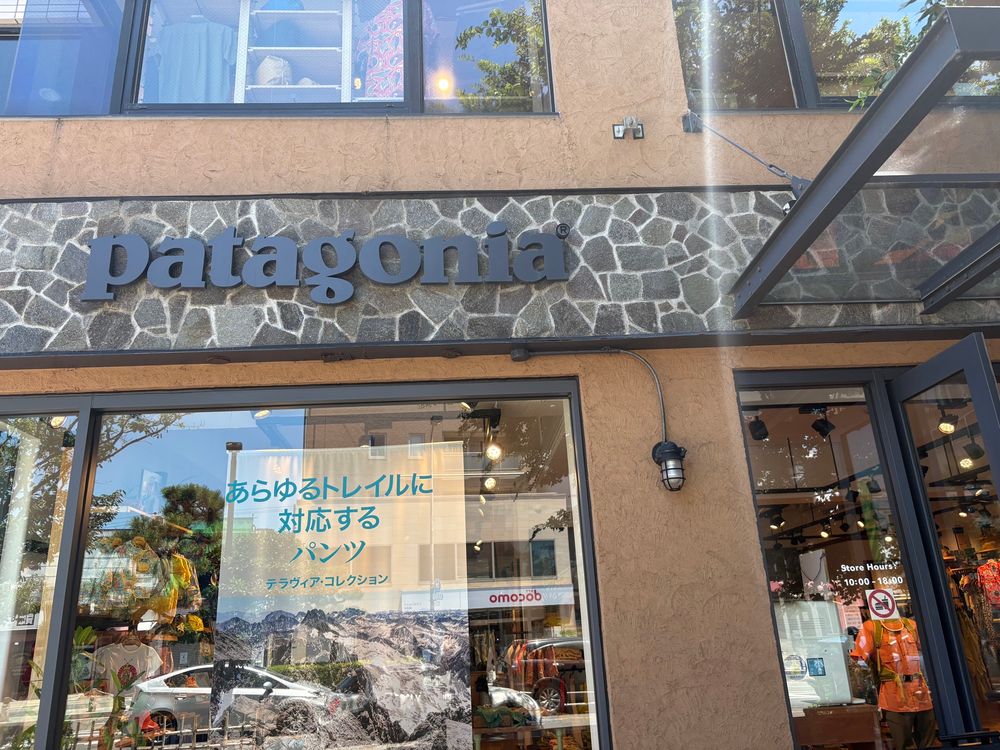 patagonia®
あらゆるトレイルに
対応する
パンツ
テラヴィア・コレクション
docomo
Store Hours:
10:00 - 18:00